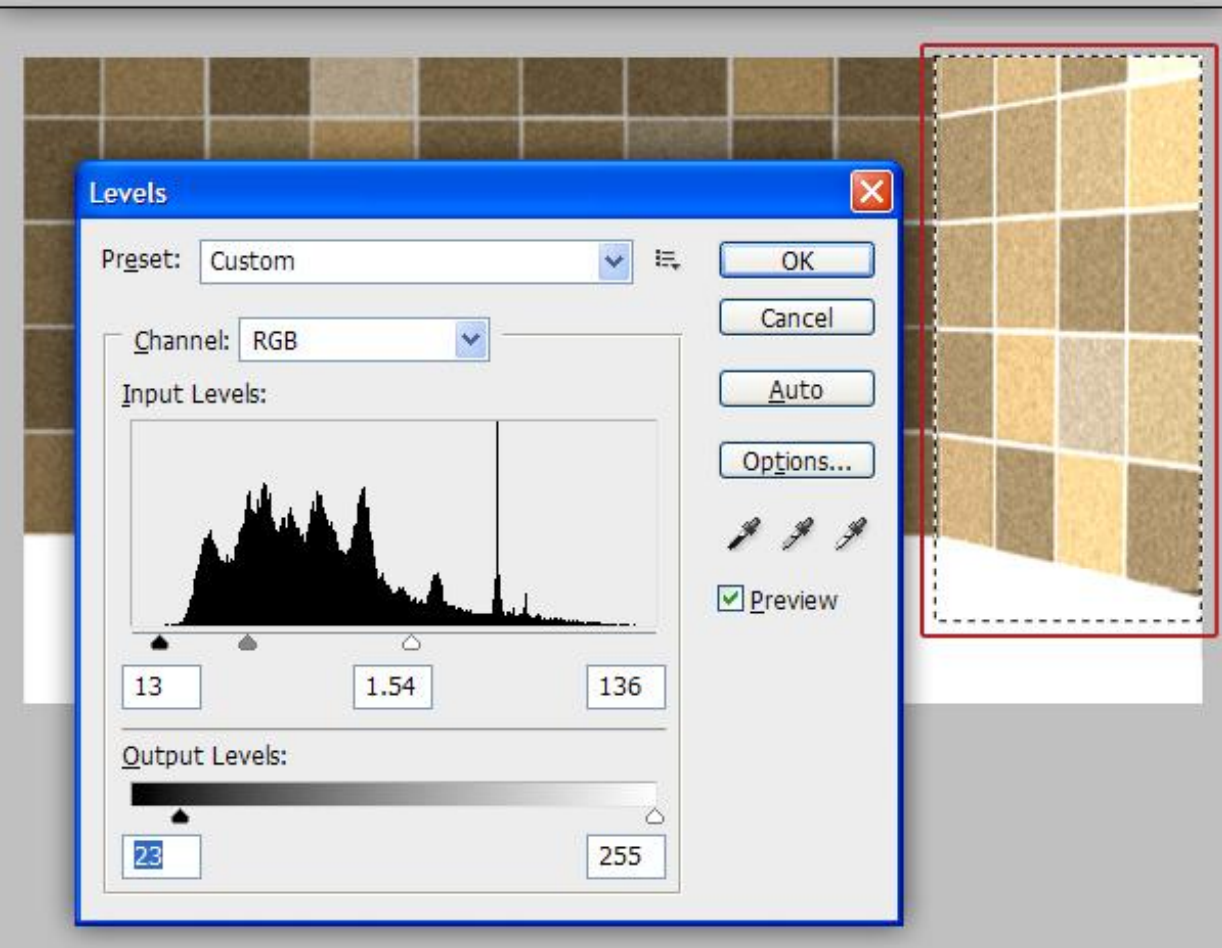 Levels
Preset: Custom
OK
Cancel
Channel: RGB
Auto
Input Levels:
Options...
Preview
13 1.54 136
Output Levels:
23 255